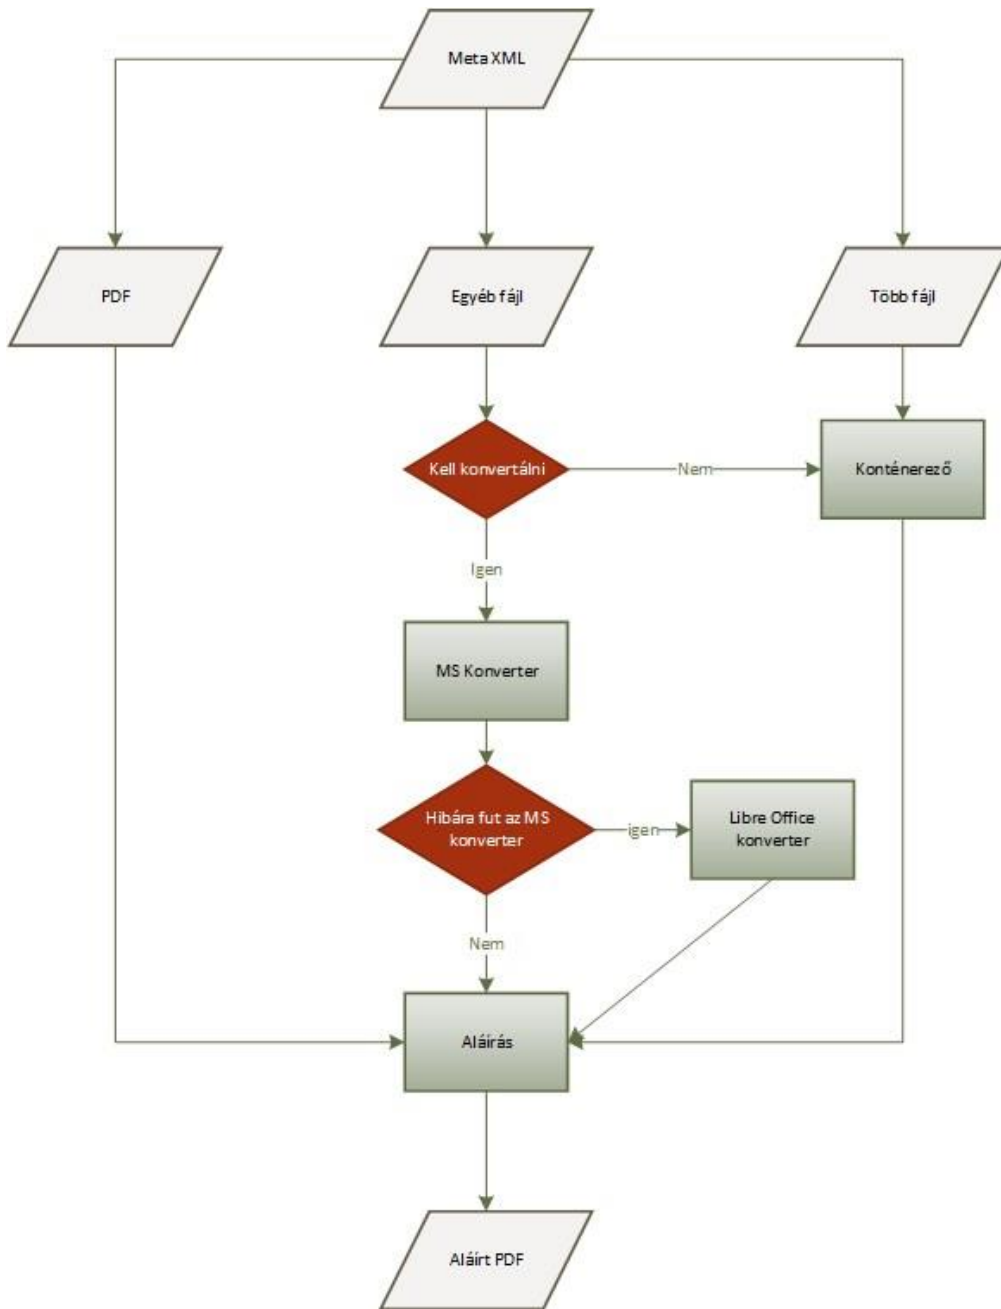 Meta XML
PDF
Egyéb fájl
Több fájl
Kell konvertálni
Nem
Konténerező
Igen
MS Konverter
Hibára fut az MS
konverter
igen
Libre Office
konverter
Nem
Aláírás
Aláírt PDF